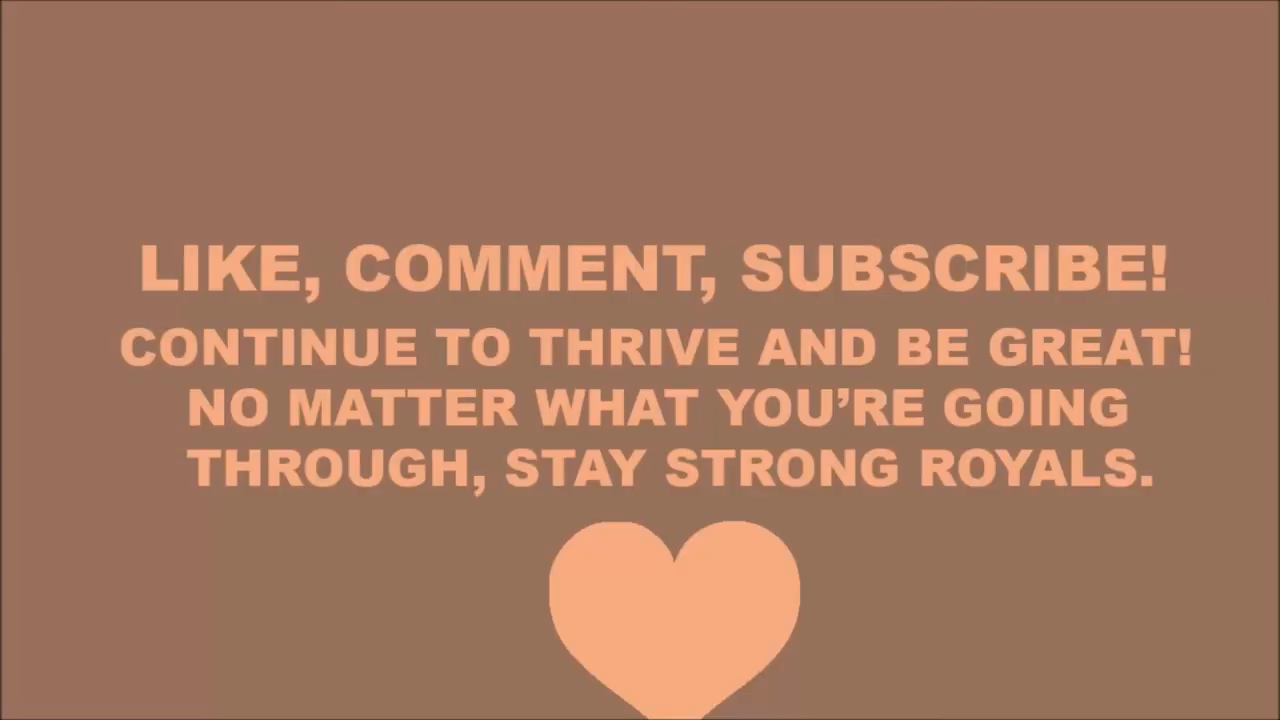 LIKE, COMMENT, SUBSCRIBE!
CONTINUE TO THRIVE AND BE GREAT!
NO MATTER WHAT YOU’RE GOING
THROUGH, STAY STRONG ROYALS.